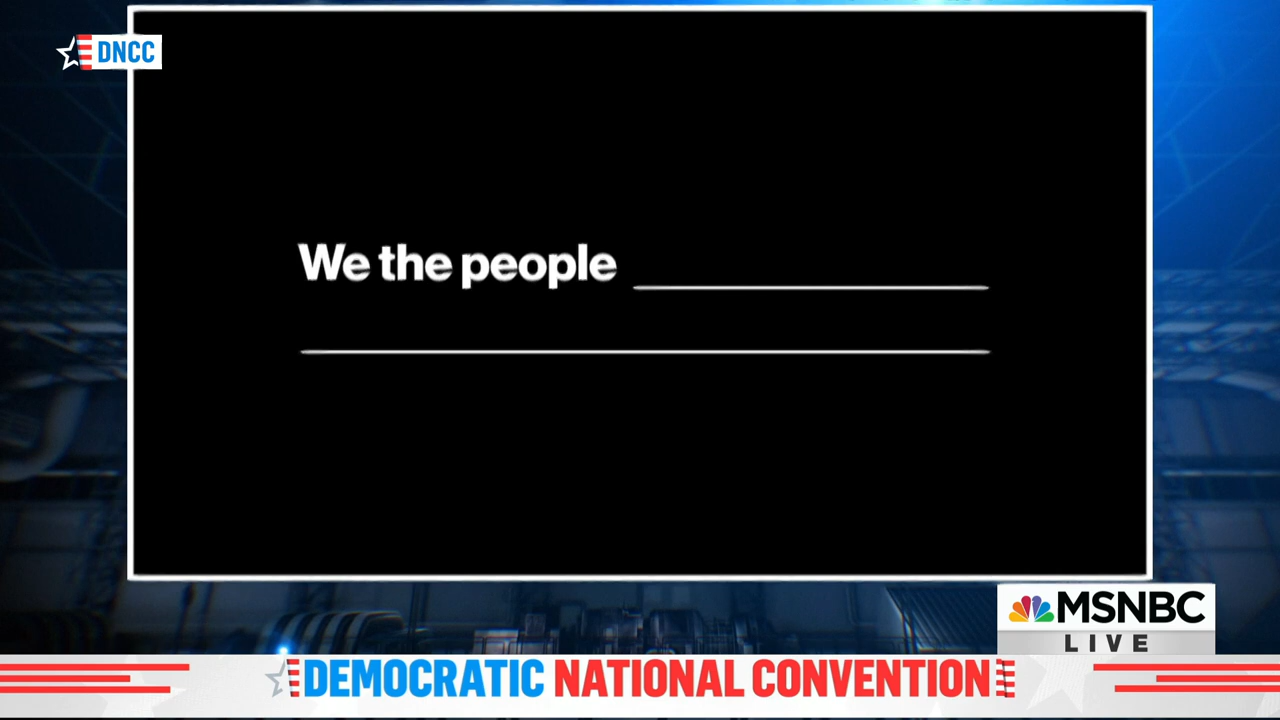 DNCC
We the people
MSNBC
LIVE
DEMOCRATIC NATIONAL CONVENTION